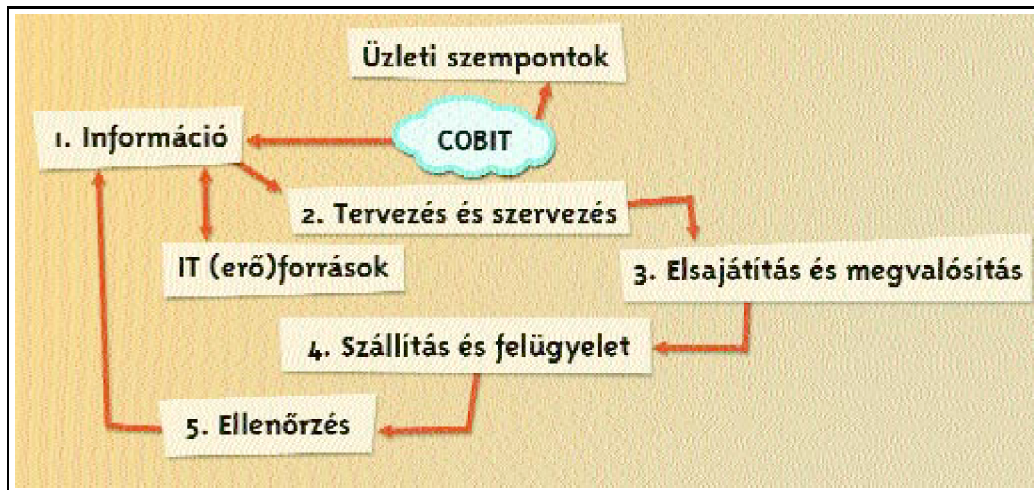 Üzleti szempontok
COBIT
1. Információ
2. Tervezés és szervezés
IT (erő)források
3. Elsajátítás és megvalósítás
4. Szállítás és felügyelet
5. Ellenőrzés